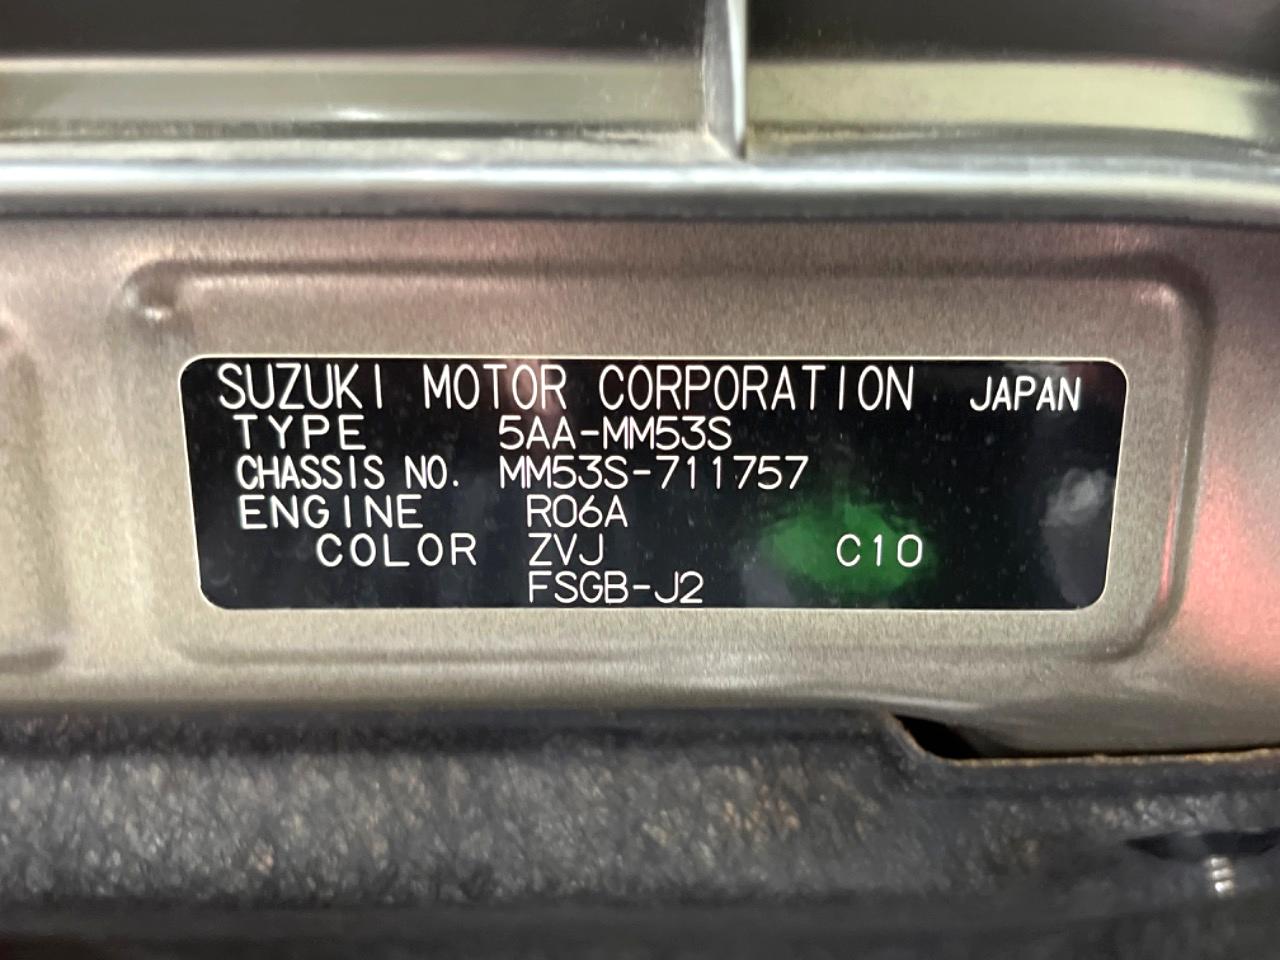 SUZUKI MOTOR CORPORATION JAPAN
TYPE 5AA-MM53S
CHASSIS NO. MM53S-711757
ENGINE R06A
COLOR ZVJ C10
FSGB-J2